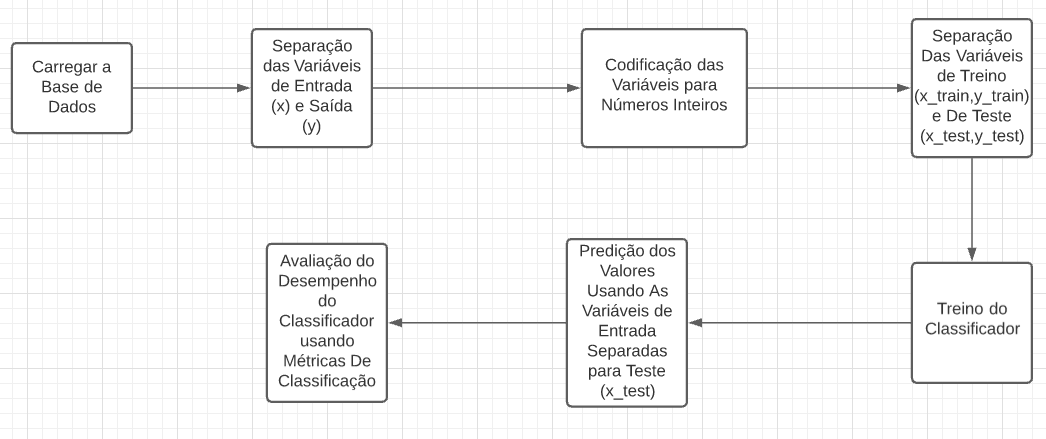 Carregar a
Base de
Dados
Separação
das Variáveis
de Entrada
(x) e Saída
(y)
Codificação das
Variáveis para
Números Inteiros
Separação
Das Variáveis
de Treino
(x_train,y_train)
e De Teste
(x_test,y_test)
Treino do
Classificador
Predição dos
Valores
Usando As
Variáveis de
Entrada
Separadas
para Teste
(x_test)
Avaliação do
Desempenho
do
Classificador
usando
Métricas De
Classificação